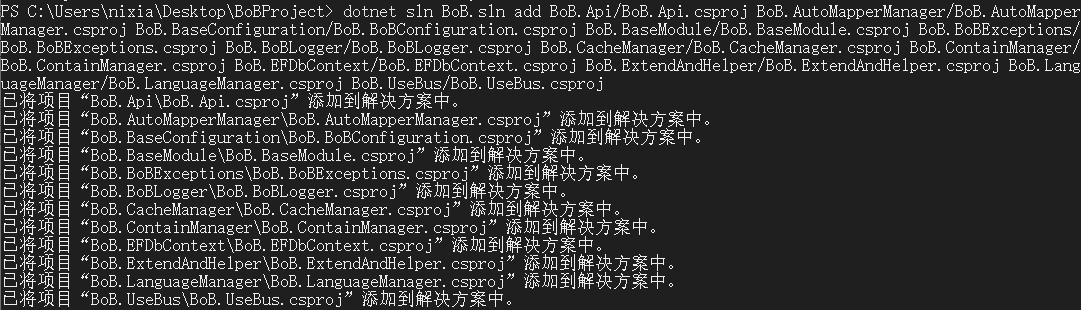 PS C:\Users\nixia\Desktop\BoBProject> dotnet sln BoB.sln add BoB.Api/BoB.Api.csproj BoB.AutoMapperManager/BoB.AutoMapper
Manager.csproj BoB.BaseConfiguration/BoB.BoBConfiguration.csproj BoB.BaseModule/BoB.BaseModule.csproj BoB.BoBExceptions/
BoB.BoBExceptions.csproj BoB.BoBLogger/BoB.BoBLogger.csproj BoB.CacheManager/BoB.CacheManager.csproj BoB.ContainManager/
BoB.ContainManager.csproj BoB.EFDbContext/BoB.EFDbContext.csproj BoB.ExtendAndHelper/BoB.ExtendAndHelper.csproj BoB.Lang
uageManager/BoB.LanguageManager.csproj BoB.UseBus/BoB.UseBus.csproj
已将项目“BoB.Api\BoB.Api.csproj”添加到解决方案中。
已将项目“BoB.AutoMapperManager\BoB.AutoMapperManager.csproj”添加到解决方案中。
已将项目“BoB.BaseConfiguration\BoB.BoBConfiguration.csproj”添加到解决方案中。
已将项目“BoB.BaseModule\BoB.BaseModule.csproj”添加到解决方案中。
已将项目“BoB.BoBExceptions\BoB.BoBExceptions.csproj”添加到解决方案中。
已将项目“BoB.BoBLogger\BoB.BoBLogger.csproj”添加到解决方案中。
已将项目“BoB.CacheManager\BoB.CacheManager.csproj”添加到解决方案中。
已将项目“BoB.ContainManager\BoB.ContainManager.csproj”添加到解决方案中。
已将项目“BoB.EFDbContext\BoB.EFDbContext.csproj”添加到解决方案中。
已将项目“BoB.ExtendAndHelper\BoB.ExtendAndHelper.csproj”添加到解决方案中。
已将项目“BoB.LanguageManager\BoB.LanguageManager.csproj”添加到解决方案中。
已将项目“BoB.UseBus\BoB.UseBus.csproj”添加到解决方案中。